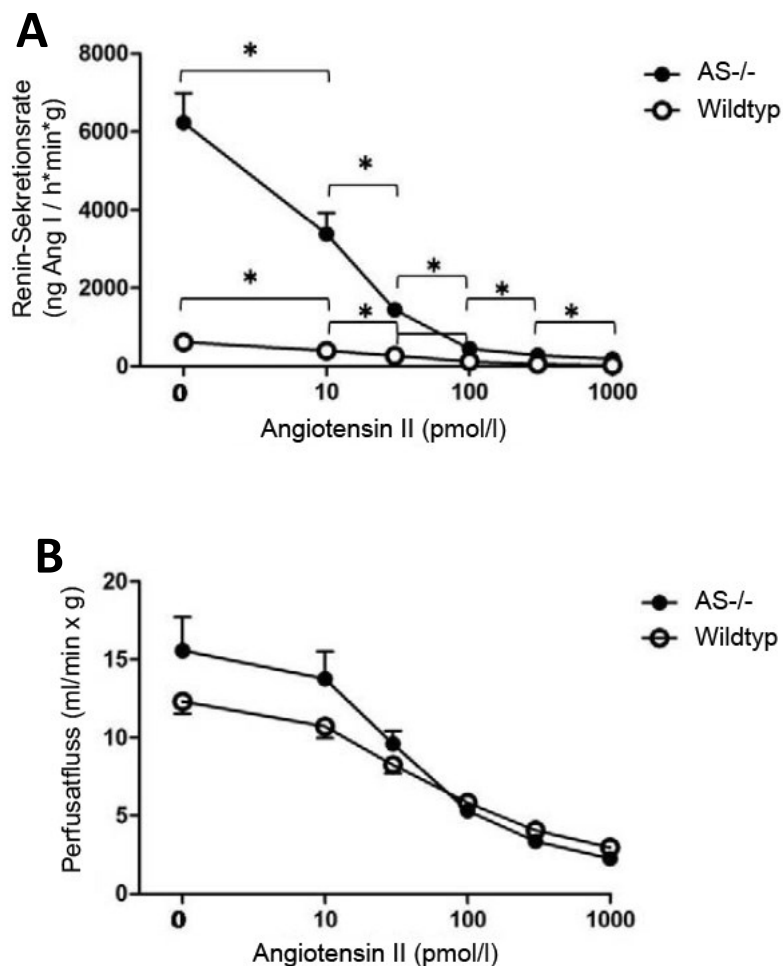 A
Renin-Sekretionsrate
(ng Ang I / h*min*g)
8000
6000
4000
2000
0
*
*
*
*
*
*
*
AS-/-
Wildtyp
0
10
100
1000
Angiotensin II (pmol/l)
B
Perfusatfluss (ml/min x g)
20
15
10
5
0
AS-/-
Wildtyp
0
10
100
1000
Angiotensin II (pmol/l)